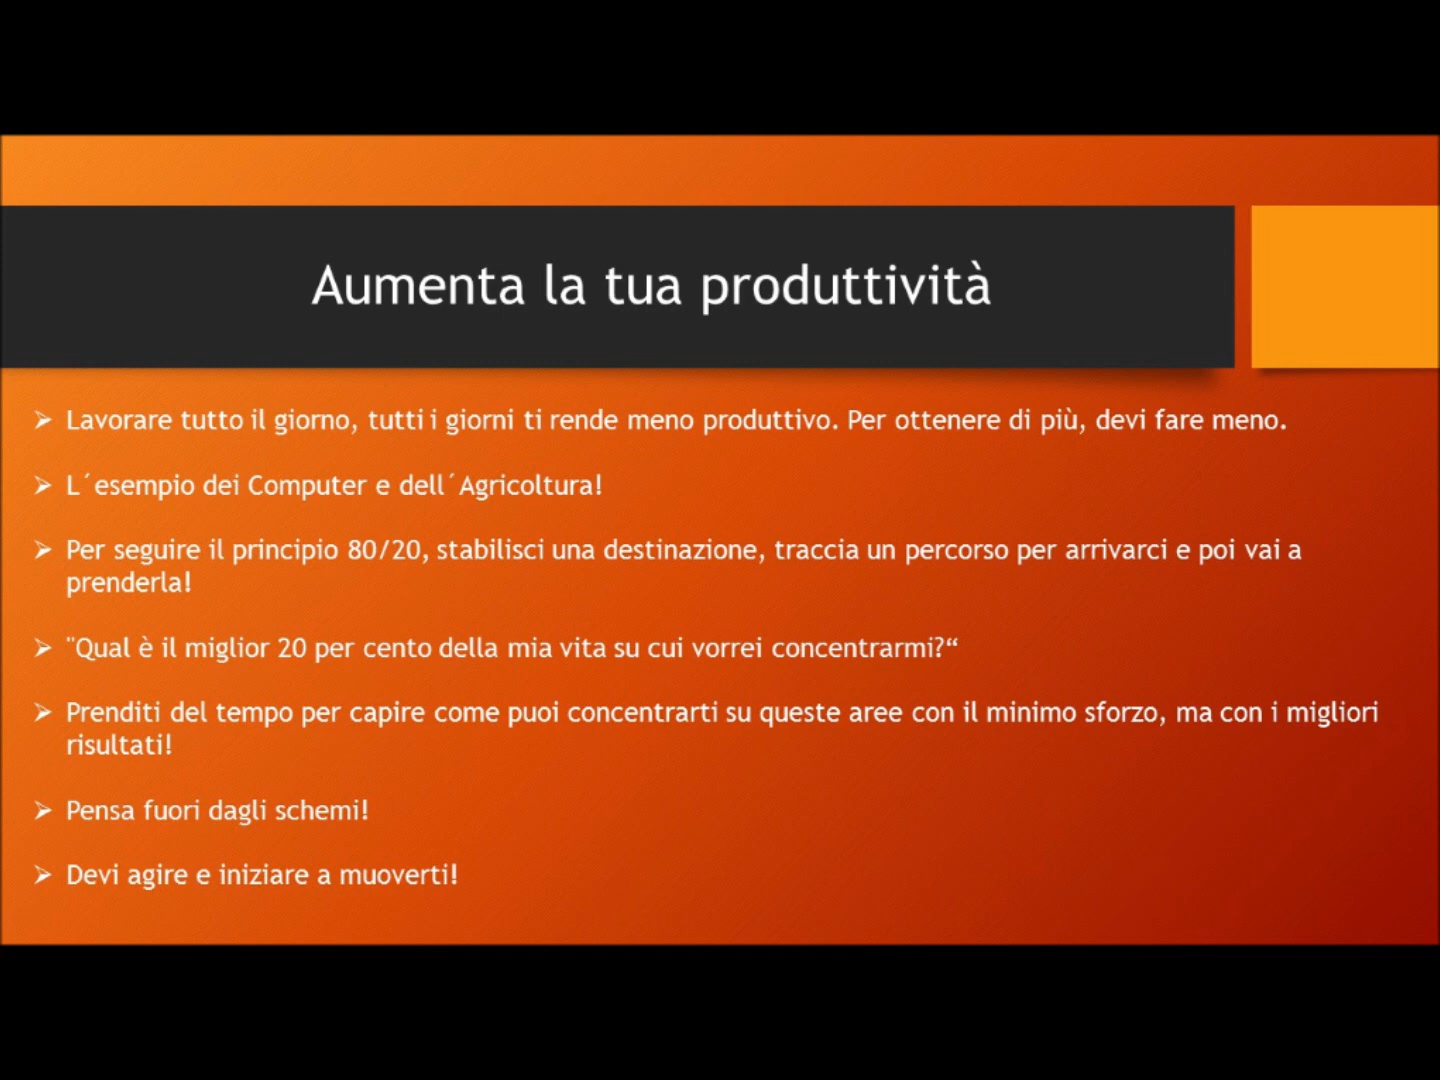 Aumenta la tua produttività
➢ Lavorare tutto il giorno, tutti i giorni ti rende meno produttivo. Per ottenere di più, devi fare meno.
➢ L´esempio dei Computer e dell´Agricoltura!
➢ Per seguire il principio 80/20, stabilisci una destinazione, traccia un percorso per arrivarci e poi vai a
prenderla!
➢ "Qual è il miglior 20 per cento della mia vita su cui vorrei concentrarmi?“
➢ Prenditi del tempo per capire come puoi concentrarti su queste aree con il minimo sforzo, ma con i migliori
risultati!
➢ Pensa fuori dagli schemi!
➢ Devi agire e iniziare a muoverti!